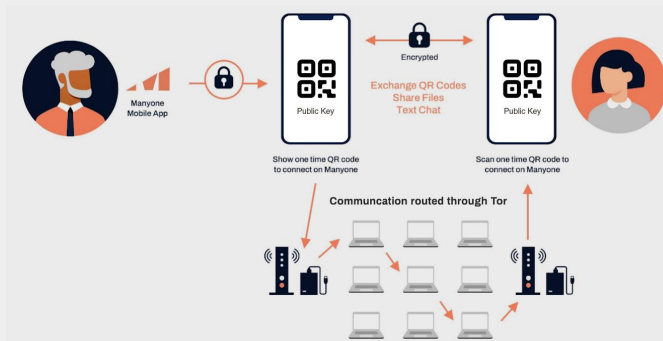 Manyone
Mobile App
Public Key
Encrypted
Exchange QR Codes
Share Files
Text Chat
Public Key
Show one time QR code
to connect on Manyone
Scan one time QR code to
connect on Manyone
Communcation routed through Tor